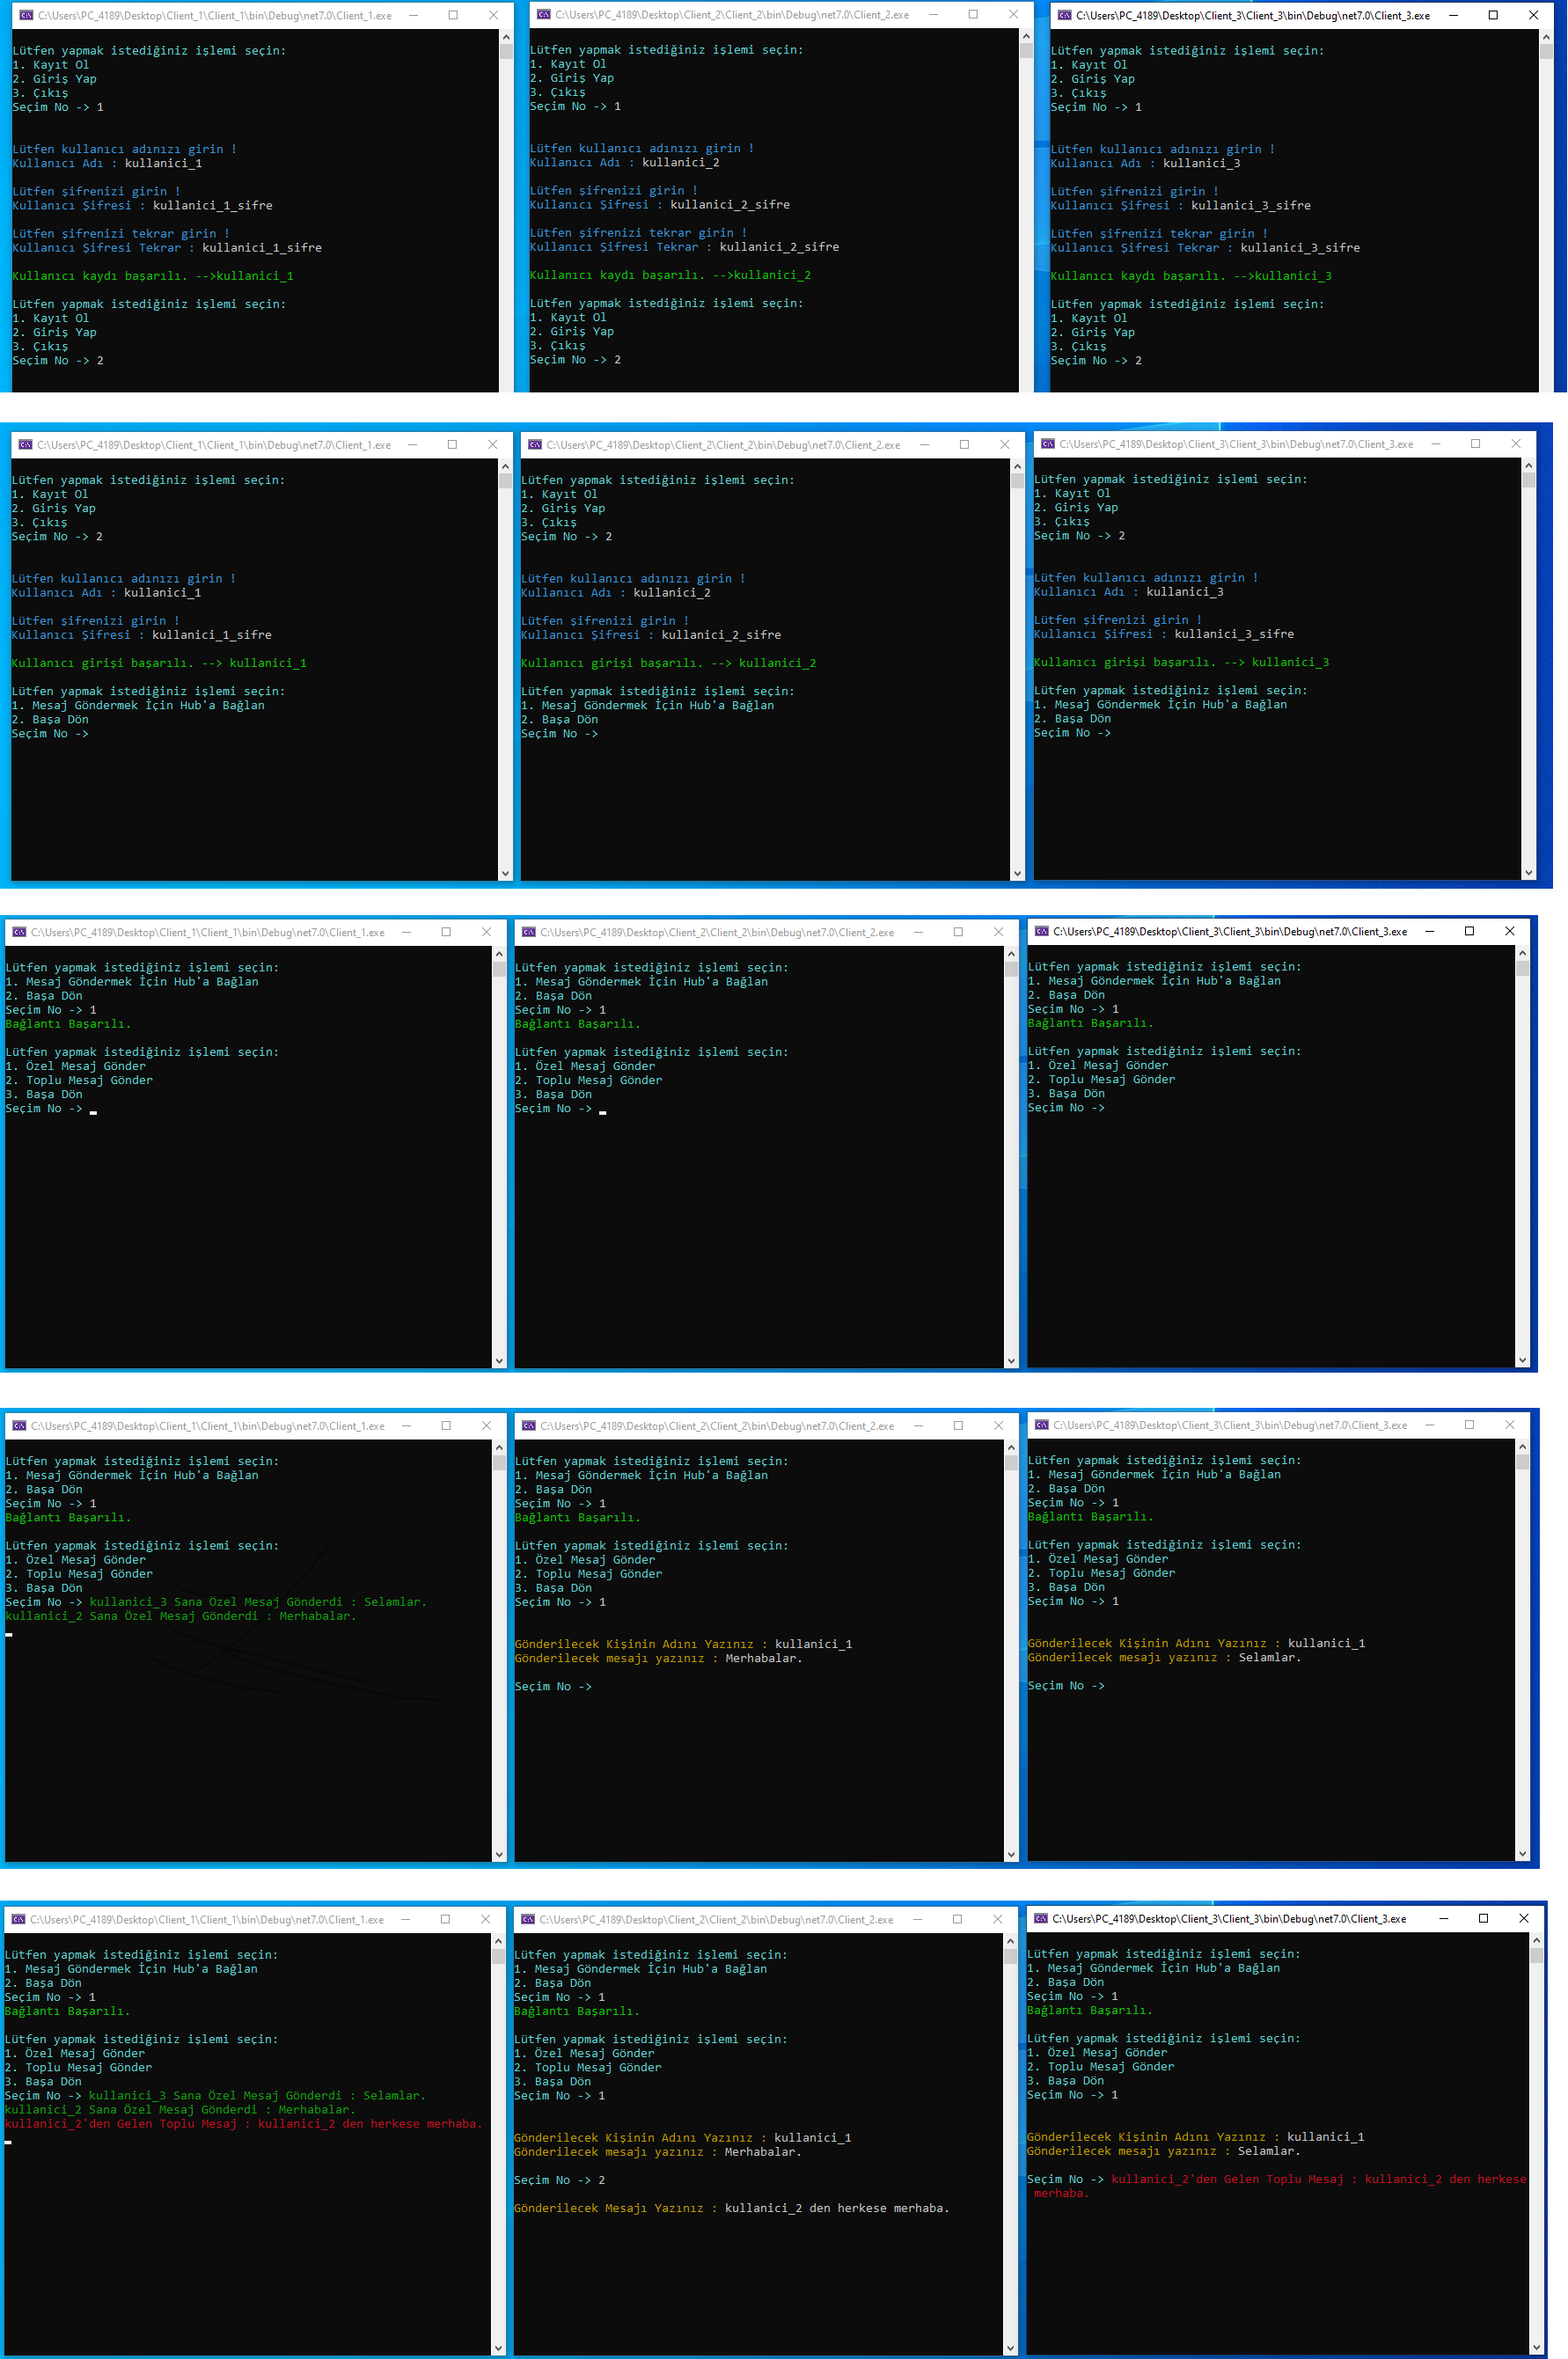 C:\Users\PC_4189\Desktop\Client_1\Client_1\bin\Debug\net7.0\Client_1.exe
Lütfen yapmak istediğiniz işlemi seçin:
1. Kayıt Ol
2. Giriş Yap
3. Çıkış
Seçim No -> 1
Lütfen kullanıcı adınızı girin !
Kullanıcı Adı : kullanici_1
Lütfen şifrenizi girin !
Kullanıcı Şifresi : kullanici_1_sifre
Lütfen şifrenizi tekrar girin !
Kullanıcı Şifresi Tekrar : kullanici_1_sifre
Kullanıcı kaydı başarılı. -->kullanici_1
Lütfen yapmak istediğiniz işlemi seçin:
1. Kayıt Ol
2. Giriş Yap
3. Çıkış
Seçim No -> 2
C:\Users\PC_4189\Desktop\Client_2\Client_2\bin\Debug\net7.0\Client_2.exe
Lütfen yapmak istediğiniz işlemi seçin:
1. Kayıt Ol
2. Giriş Yap
3. Çıkış
Seçim No -> 1
Lütfen kullanıcı adınızı girin !
Kullanıcı Adı : kullanici_2
Lütfen şifrenizi girin !
Kullanıcı Şifresi : kullanici_2_sifre
Lütfen şifrenizi tekrar girin !
Kullanıcı Şifresi Tekrar : kullanici_2_sifre
Kullanıcı kaydı başarılı. -->kullanici_2
Lütfen yapmak istediğiniz işlemi seçin:
1. Kayıt Ol
2. Giriş Yap
3. Çıkış
Seçim No -> 2
C:\Users\PC_4189\Desktop\Client_3\Client_3\bin\Debug\net7.0\Client_3.exe
Lütfen yapmak istediğiniz işlemi seçin:
1. Kayıt Ol
2. Giriş Yap
3. Çıkış
Seçim No -> 1
Lütfen kullanıcı adınızı girin !
Kullanıcı Adı : kullanici_3
Lütfen şifrenizi girin !
Kullanıcı Şifresi : kullanici_3_sifre
Lütfen şifrenizi tekrar girin !
Kullanıcı Şifresi Tekrar : kullanici_3_sifre
Kullanıcı kaydı başarılı. -->kullanici_3
Lütfen yapmak istediğiniz işlemi seçin:
1. Kayıt Ol
2. Giriş Yap
3. Çıkış
Seçim No -> 2
C:\Users\PC_4189\Desktop\Client_1\Client_1\bin\Debug\net7.0\Client_1.exe
Lütfen yapmak istediğiniz işlemi seçin:
1. Kayıt Ol
2. Giriş Yap
3. Çıkış
Seçim No -> 2
Lütfen kullanıcı adınızı girin !
Kullanıcı Adı : kullanici_1
Lütfen şifrenizi girin !
Kullanıcı Şifresi : kullanici_1_sifre
Kullanıcı girişi başarılı. --> kullanici_1
Lütfen yapmak istediğiniz işlemi seçin:
1. Mesaj Göndermek İçin Hub'a Bağlan
2. Başa Dön
Seçim No ->
C:\Users\PC_4189\Desktop\Client_2\Client_2\bin\Debug\net7.0\Client_2.exe
Lütfen yapmak istediğiniz işlemi seçin:
1. Kayıt Ol
2. Giriş Yap
3. Çıkış
Seçim No -> 2
Lütfen kullanıcı adınızı girin !
Kullanıcı Adı : kullanici_2
Lütfen şifrenizi girin !
Kullanıcı Şifresi : kullanici_2_sifre
Kullanıcı girişi başarılı. --> kullanici_2
Lütfen yapmak istediğiniz işlemi seçin:
1. Mesaj Göndermek İçin Hub'a Bağlan
2. Başa Dön
Seçim No ->
C:\Users\PC_4189\Desktop\Client_3\Client_3\bin\Debug\net7.0\Client_3.exe
Lütfen yapmak istediğiniz işlemi seçin:
1. Kayıt Ol
2. Giriş Yap
3. Çıkış
Seçim No -> 2
Lütfen kullanıcı adınızı girin !
Kullanıcı Adı : kullanici_3
Lütfen şifrenizi girin !
Kullanıcı Şifresi : kullanici_3_sifre
Kullanıcı girişi başarılı. --> kullanici_3
Lütfen yapmak istediğiniz işlemi seçin:
1. Mesaj Göndermek İçin Hub'a Bağlan
2. Başa Dön
Seçim No ->
C:\Users\PC_4189\Desktop\Client_1\Client_1\bin\Debug\net7.0\Client_1.exe
Lütfen yapmak istediğiniz işlemi seçin:
1. Mesaj Göndermek İçin Hub'a Bağlan
2. Başa Dön
Seçim No -> 1
Bağlantı Başarılı.
Lütfen yapmak istediğiniz işlemi seçin:
1. Özel Mesaj Gönder
2. Toplu Mesaj Gönder
3. Başa Dön
Seçim No ->
C:\Users\PC_4189\Desktop\Client_2\Client_2\bin\Debug\net7.0\Client_2.exe
Lütfen yapmak istediğiniz işlemi seçin:
1. Mesaj Göndermek İçin Hub'a Bağlan
2. Başa Dön
Seçim No -> 1
Bağlantı Başarılı.
Lütfen yapmak istediğiniz işlemi seçin:
1. Özel Mesaj Gönder
2. Toplu Mesaj Gönder
3. Başa Dön
Seçim No ->
C:\Users\PC_4189\Desktop\Client_3\Client_3\bin\Debug\net7.0\Client_3.exe
Lütfen yapmak istediğiniz işlemi seçin:
1. Mesaj Göndermek İçin Hub'a Bağlan
2. Başa Dön
Seçim No -> 1
Bağlantı Başarılı.
Lütfen yapmak istediğiniz işlemi seçin:
1. Özel Mesaj Gönder
2. Toplu Mesaj Gönder
3. Başa Dön
Seçim No ->
C:\Users\PC_4189\Desktop\Client_1\Client_1\bin\Debug\net7.0\Client_1.exe
Lütfen yapmak istediğiniz işlemi seçin:
1. Mesaj Göndermek İçin Hub'a Bağlan
2. Başa Dön
Seçim No -> 1
Bağlantı Başarılı.
Lütfen yapmak istediğiniz işlemi seçin:
1. Özel Mesaj Gönder
2. Toplu Mesaj Gönder
3. Başa Dön
Seçim No -> kullanici_3 Sana Özel Mesaj Gönderdi : Selamlar.
kullanici_2 Sana Özel Mesaj Gönderdi : Merhabalar.
C:\Users\PC_4189\Desktop\Client_2\Client_2\bin\Debug\net7.0\Client_2.exe
Lütfen yapmak istediğiniz işlemi seçin:
1. Mesaj Göndermek İçin Hub'a Bağlan
2. Başa Dön
Seçim No -> 1
Bağlantı Başarılı.
Lütfen yapmak istediğiniz işlemi seçin:
1. Özel Mesaj Gönder
2. Toplu Mesaj Gönder
3. Başa Dön
Seçim No -> 1
Gönderilecek Kişinin Adını Yazınız : kullanici_1
Gönderilecek mesajı yazınız : Merhabalar.
Seçim No ->
C:\Users\PC_4189\Desktop\Client_3\Client_3\bin\Debug\net7.0\Client_3.exe
Lütfen yapmak istediğiniz işlemi seçin:
1. Mesaj Göndermek İçin Hub'a Bağlan
2. Başa Dön
Seçim No -> 1
Bağlantı Başarılı.
Lütfen yapmak istediğiniz işlemi seçin:
1. Özel Mesaj Gönder
2. Toplu Mesaj Gönder
3. Başa Dön
Seçim No -> 1
Gönderilecek Kişinin Adını Yazınız : kullanici_1
Gönderilecek mesajı yazınız : Selamlar.
Seçim No ->
C:\Users\PC_4189\Desktop\Client_1\Client_1\bin\Debug\net7.0\Client_1.exe
Lütfen yapmak istediğiniz işlemi seçin:
1. Mesaj Göndermek İçin Hub'a Bağlan
2. Başa Dön
Seçim No -> 1
Bağlantı Başarılı.
Lütfen yapmak istediğiniz işlemi seçin:
1. Özel Mesaj Gönder
2. Toplu Mesaj Gönder
3. Başa Dön
Seçim No -> kullanici_3 Sana Özel Mesaj Gönderdi : Selamlar.
kullanici_2 Sana Özel Mesaj Gönderdi : Merhabalar.
kullanici_2'den Gelen Toplu Mesaj : kullanici_2 den herkese merhaba.
C:\Users\PC_4189\Desktop\Client_2\Client_2\bin\Debug\net7.0\Client_2.exe
Lütfen yapmak istediğiniz işlemi seçin:
1. Mesaj Göndermek İçin Hub'a Bağlan
2. Başa Dön
Seçim No -> 1
Bağlantı Başarılı.
Lütfen yapmak istediğiniz işlemi seçin:
1. Özel Mesaj Gönder
2. Toplu Mesaj Gönder
3. Başa Dön
Seçim No -> 1
Gönderilecek Kişinin Adını Yazınız : kullanici_1
Gönderilecek mesajı yazınız : Merhabalar.
Seçim No -> 2
Gönderilecek Mesajı Yazınız : kullanici_2 den herkese merhaba.
C:\Users\PC_4189\Desktop\Client_3\Client_3\bin\Debug\net7.0\Client_3.exe
Lütfen yapmak istediğiniz işlemi seçin:
1. Mesaj Göndermek İçin Hub'a Bağlan
2. Başa Dön
Seçim No -> 1
Bağlantı Başarılı.
Lütfen yapmak istediğiniz işlemi seçin:
1. Özel Mesaj Gönder
2. Toplu Mesaj Gönder
3. Başa Dön
Seçim No -> 1
Gönderilecek Kişinin Adını Yazınız : kullanici_1
Gönderilecek mesajı yazınız : Selamlar.
Seçim No -> kullanici_2'den Gelen Toplu Mesaj : kullanici_2 den herkese
merhaba.